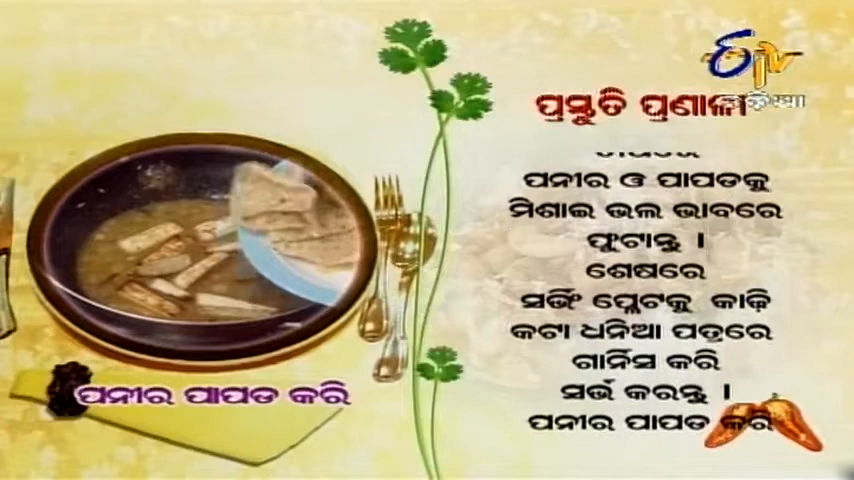 ETV
ଓଡ଼ିଆ
ପ୍ରସ୍ତୁତି ପ୍ରଣାଳୀ
ପନୀର ଓ ପାପଡକୁ
ମିଶାଇ ଭଲ ଭାବରେ
ଫୁଟାନ୍ତୁ ।
ଶେଷରେ
ସର୍ଭିଂ ପ୍ଲେଟକୁ କାଢ଼ି
କଟା ଧନିଆ ପତ୍ରରେ
ଗାର୍ନିସ କରି
ସର୍ଭ କରନ୍ତୁ ।
ପନୀର ପାପଡ କରି
ପନୀର ପାପଡ କରି